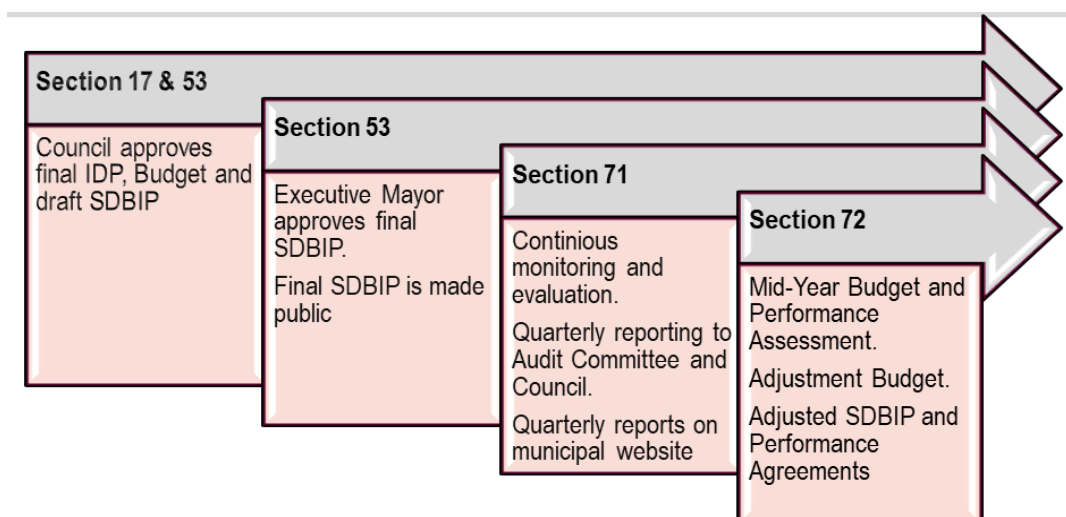 Section 17 & 53
Council approves
final IDP, Budget and
draft SDBIP
Section 53
Executive Mayor
approves final
SDBIP.
Final SDBIP is made
public
Section 71
Continious
monitoring and
evaluation.
Quarterly reporting to
Audit Committee and
Council.
Quarterly reports on
municipal website
Section 72
Mid-Year Budget and
Performance
Assessment.
Adjustment Budget.
Adjusted SDBIP and
Performance
Agreements